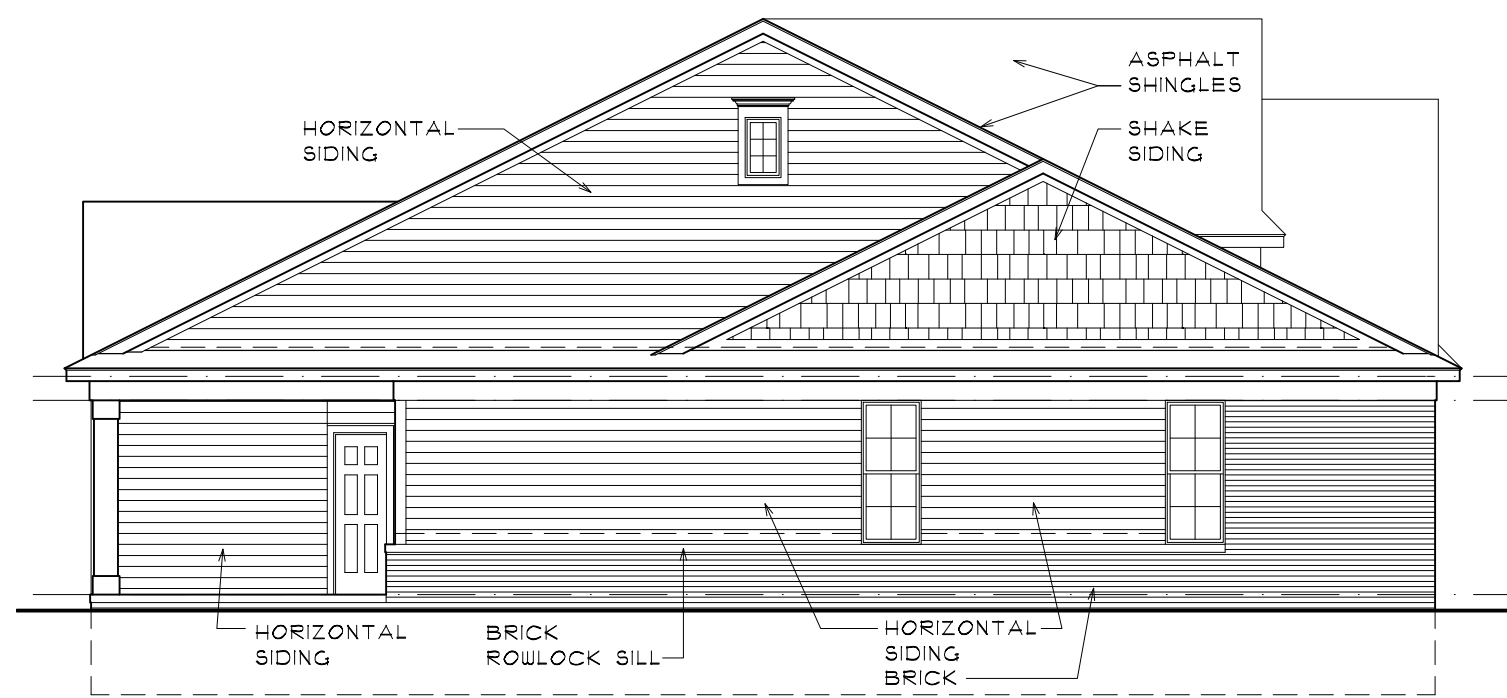 ASPHALT
SHINGLES
HORIZONTAL
SIDING
SHAKE
SIDING
HORIZONTAL
SIDING
BRICK
ROWLOCK SILL
HORIZONTAL
SIDING
BRICK